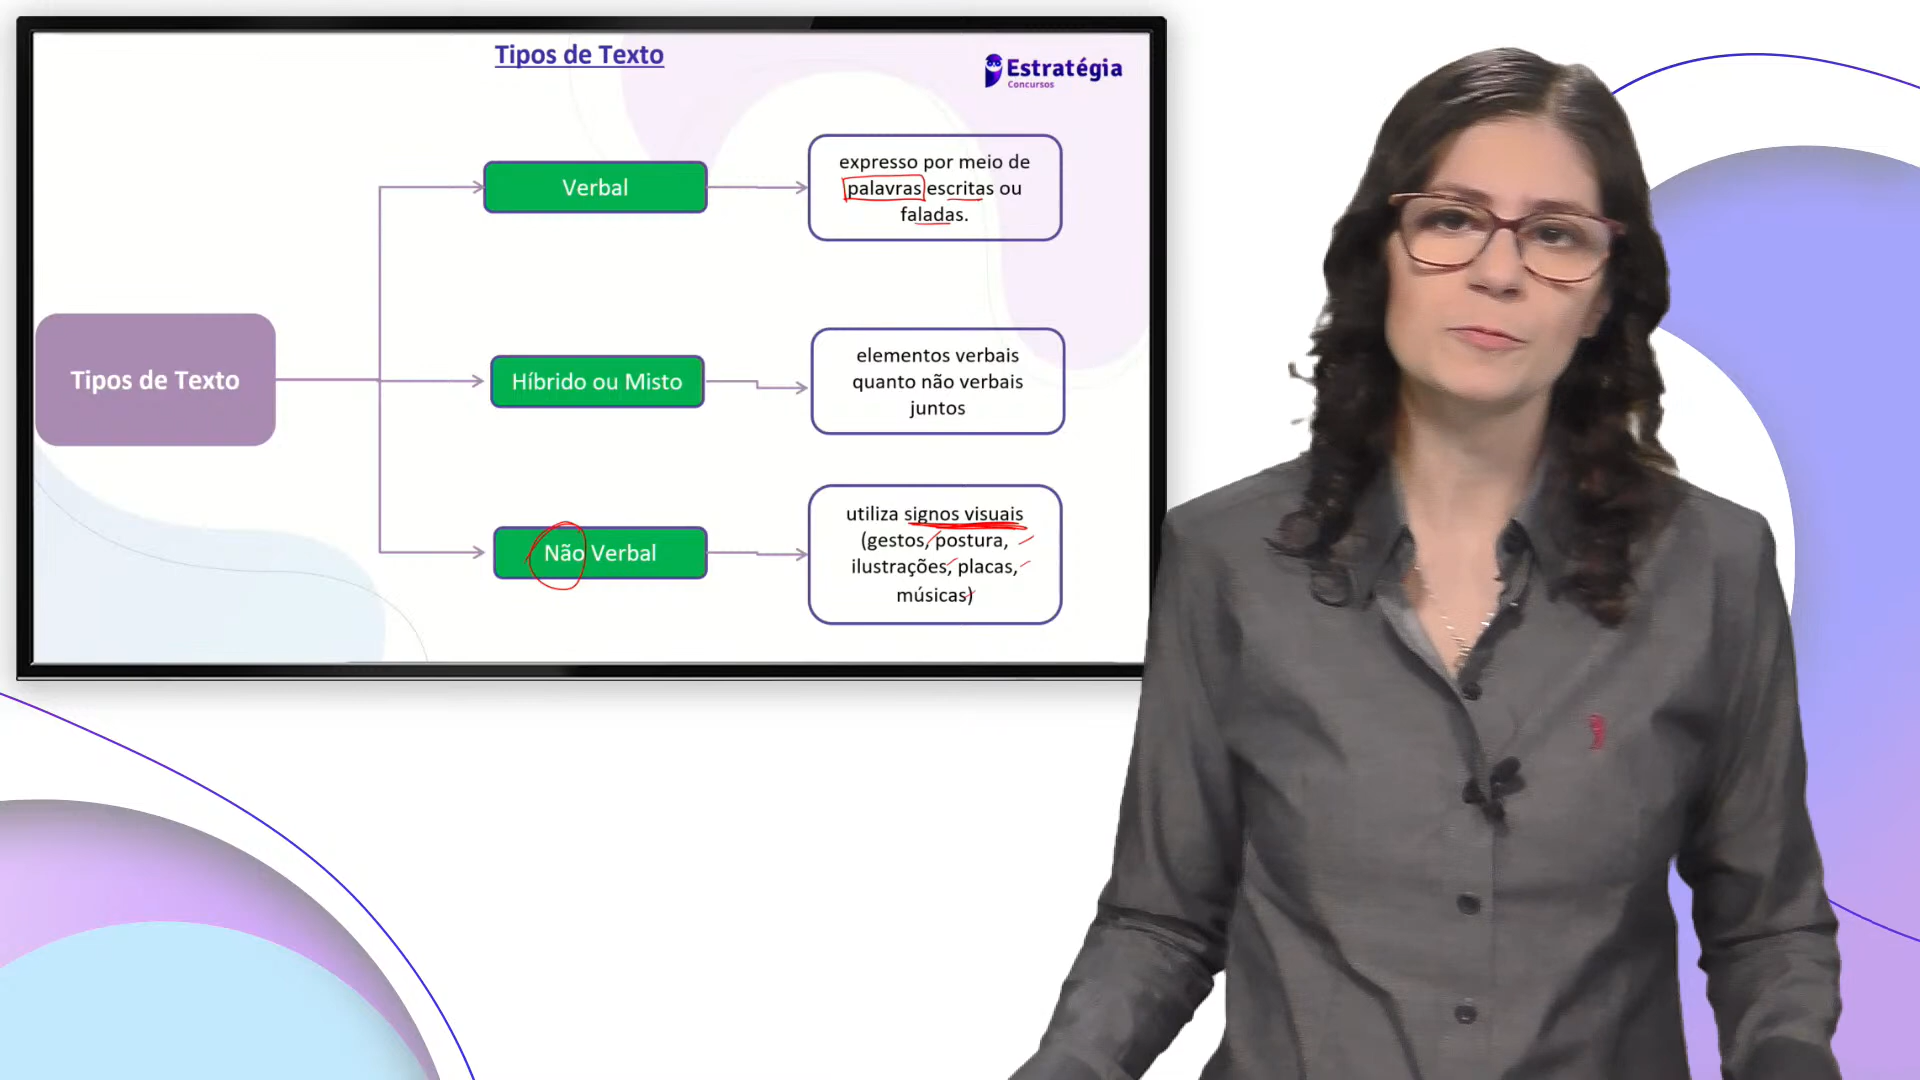 Tipos de Texto
Estratégia
Concursos
Tipos de Texto
Verbal
expresso por meio de
palavras escritas ou
faladas.
Híbrido ou Misto
elementos verbais
quanto não verbais
juntos
Não Verbal
utiliza signos visuais
(gestos, postura,
ilustrações, placas,
músicas)